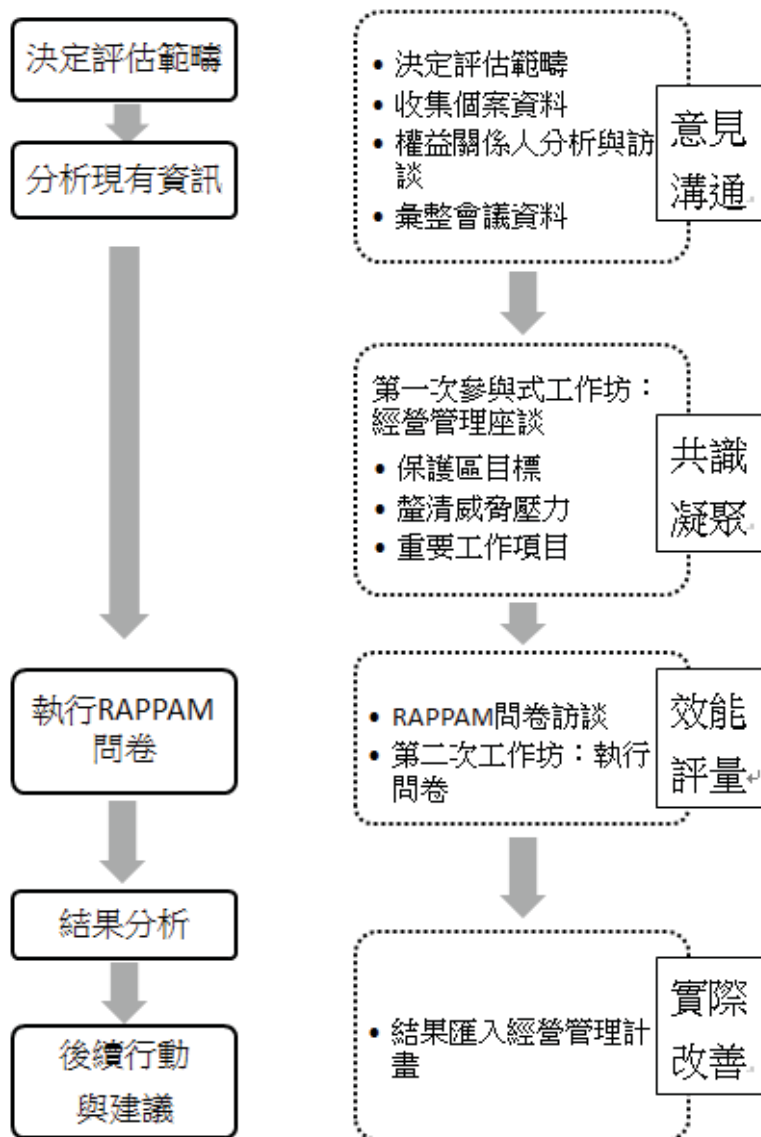 決定評估範疇
分析現有資訊
執行RAPPAM
問卷
結果分析
後續行動
與建議
• 決定評估範疇
• 收集個案資料
• 權益關係人分析與訪
談
• 彙整會議資料
意見
溝通
第一次參與式工作坊：
經營管理座談
• 保護區目標
• 釐清威脅壓力
• 重要工作項目
共識
凝聚
• RAPPAM問卷訪談
• 第二次工作坊：執行
問卷
效能
評量
• 結果匯入經營管理計
畫
實際
改善